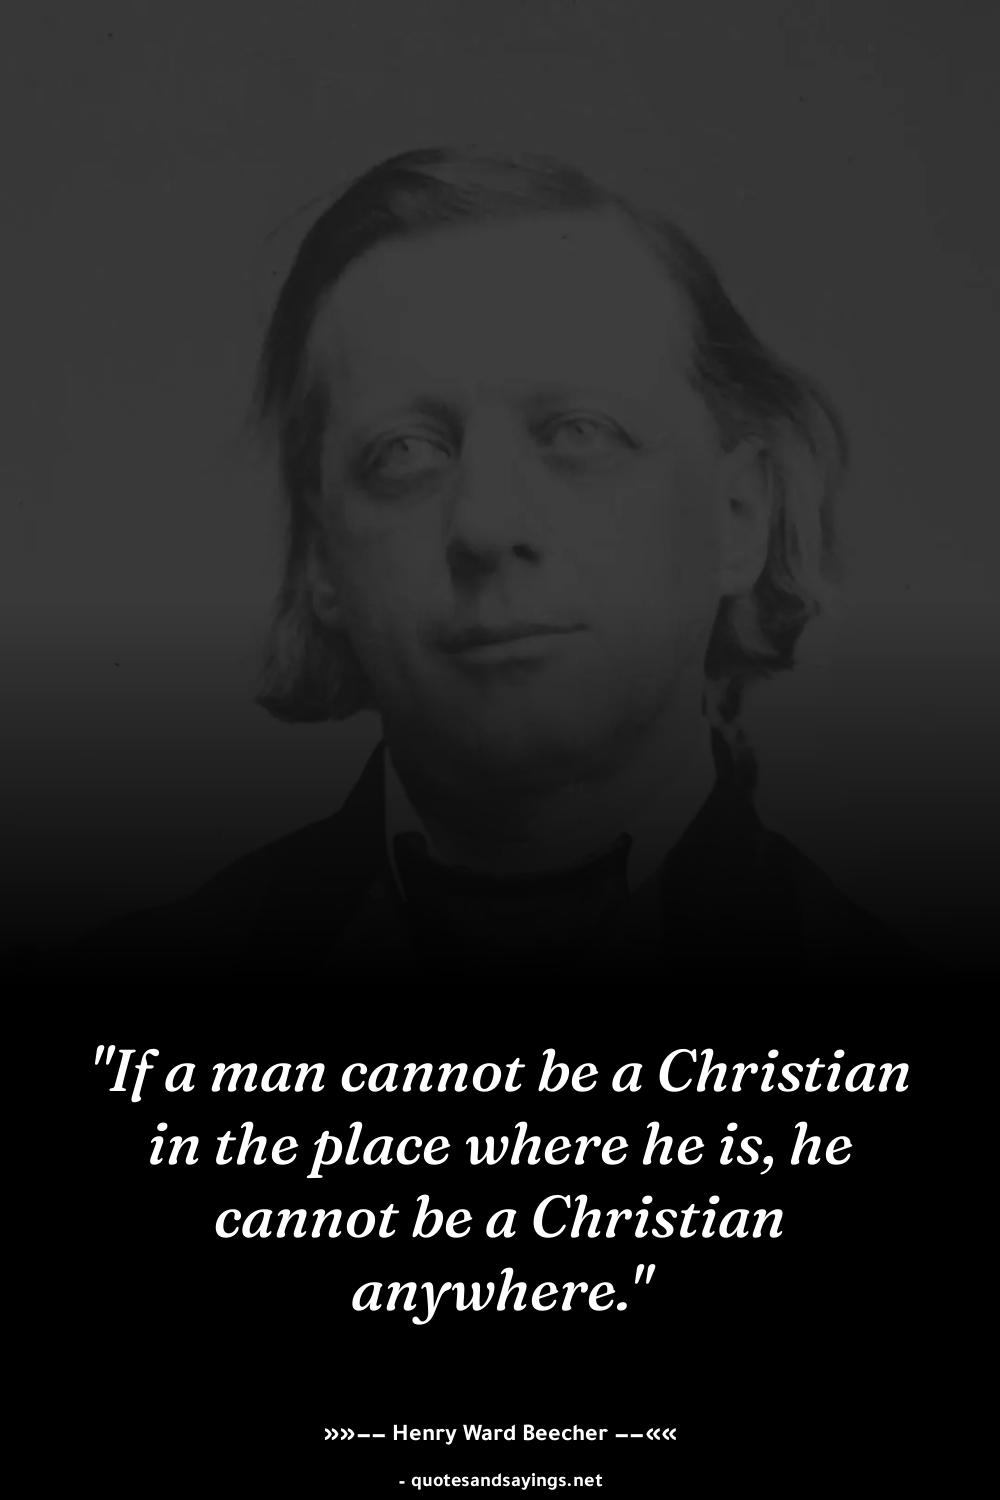 "If a man cannot be a Christian
in the place where he is, he
cannot be a Christian
anywhere."
»»−− Henry Ward Beecher −−««
- quotesandsayings.net